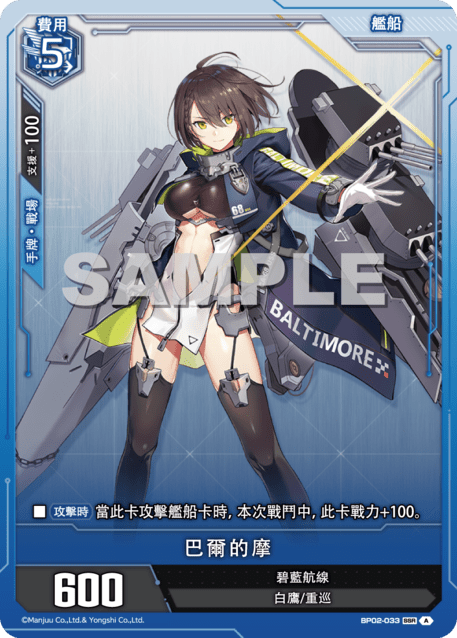 費用
5
艦船
支援+100
手牌・戰場
68
SAMPLE
BALTIMORE
■ 攻擊時 當此卡攻擊艦船卡時, 本次戰鬥中, 此卡戰力+100。
巴爾的摩
600
碧藍航線
白鷹/重巡
©Manjuu Co.,Ltd.& Yongshi Co.,Ltd.
BP02-033 SSR A